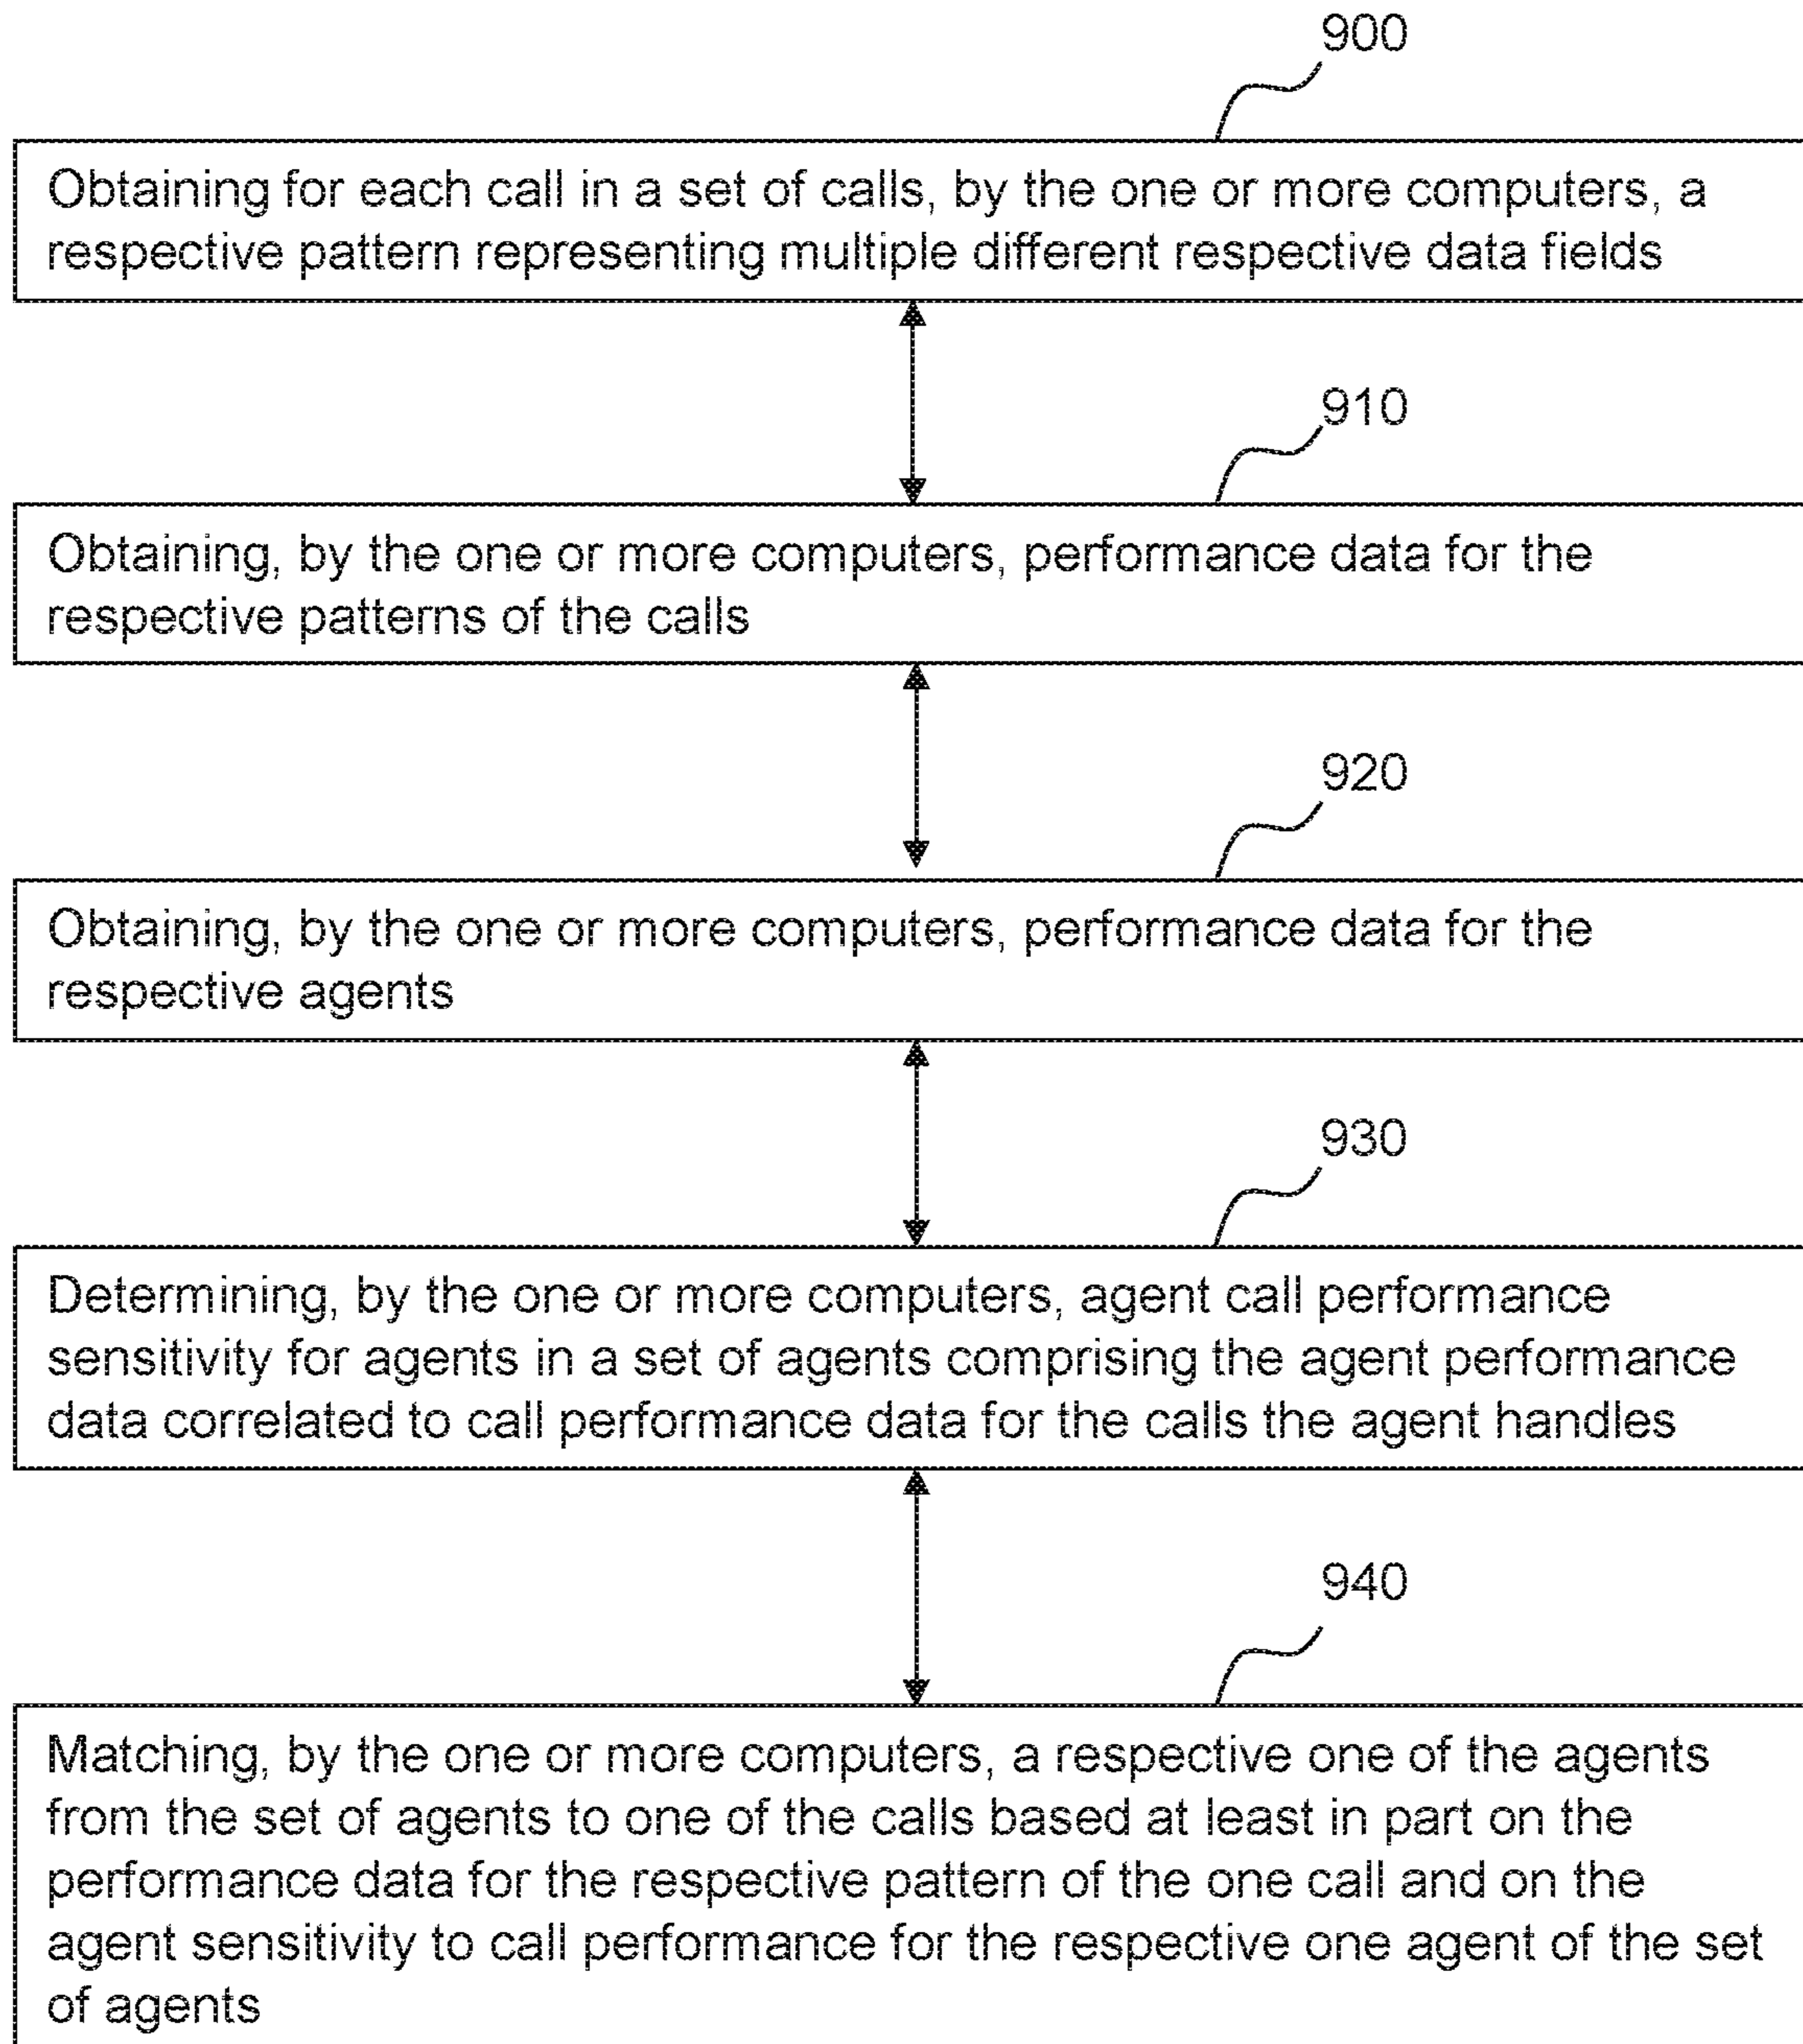 900
Obtaining for each call in a set of calls, by the one or more computers, a
respective pattern representing multiple different respective data fields
910
Obtaining, by the one or more computers, performance data for the
respective patterns of the calls
920
Obtaining, by the one or more computers, performance data for the
respective agents
930
Determining, by the one or more computers, agent call performance
sensitivity for agents in a set of agents comprising the agent performance
data correlated to call performance data for the calls the agent handles
940
Matching, by the one or more computers, a respective one of the agents
from the set of agents to one of the calls based at least in part on the
performance data for the respective pattern of the one call and on the
agent sensitivity to call performance for the respective one agent of the set
of agents